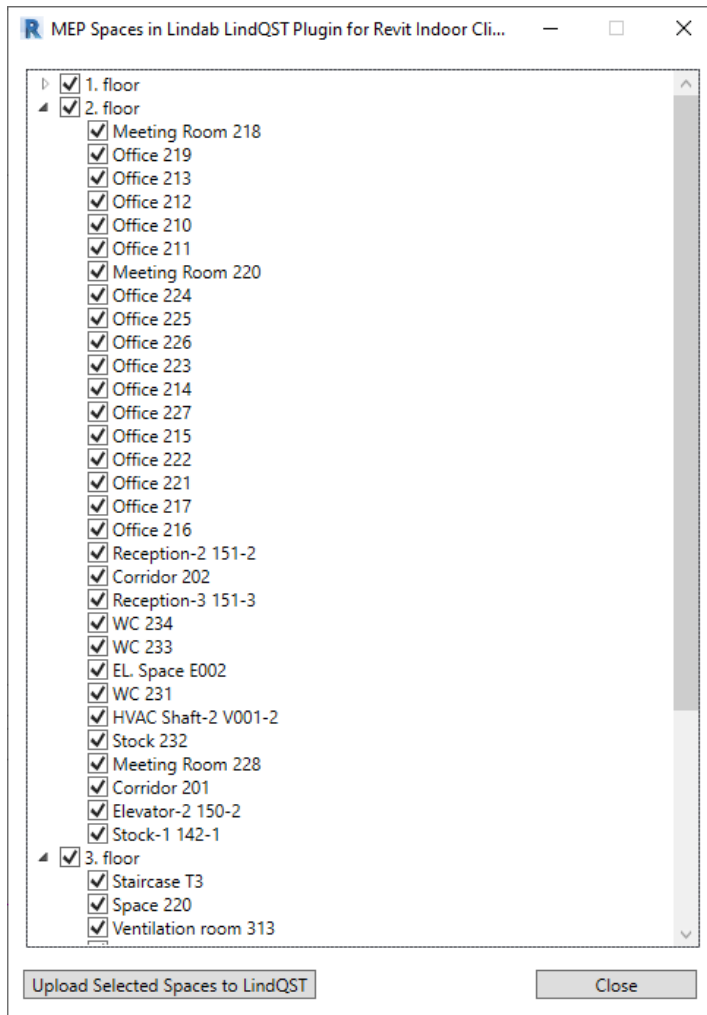 MEP Spaces in Lindab LindQST Plugin for Revit Indoor Cli...
1. floor
2. floor
Meeting Room 218
Office 219
Office 213
Office 212
Office 210
Office 211
Meeting Room 220
Office 224
Office 225
Office 226
Office 223
Office 214
Office 227
Office 215
Office 222
Office 221
Office 217
Office 216
Reception-2 151-2
Corridor 202
Reception-3 151-3
WC 234
WC 233
EL. Space E002
WC 231
HVAC Shaft-2 V001-2
Stock 232
Meeting Room 228
Corridor 201
Elevator-2 150-2
Stock-1 142-1
3. floor
Staircase T3
Space 220
Ventilation room 313
Upload Selected Spaces to LindQST Close